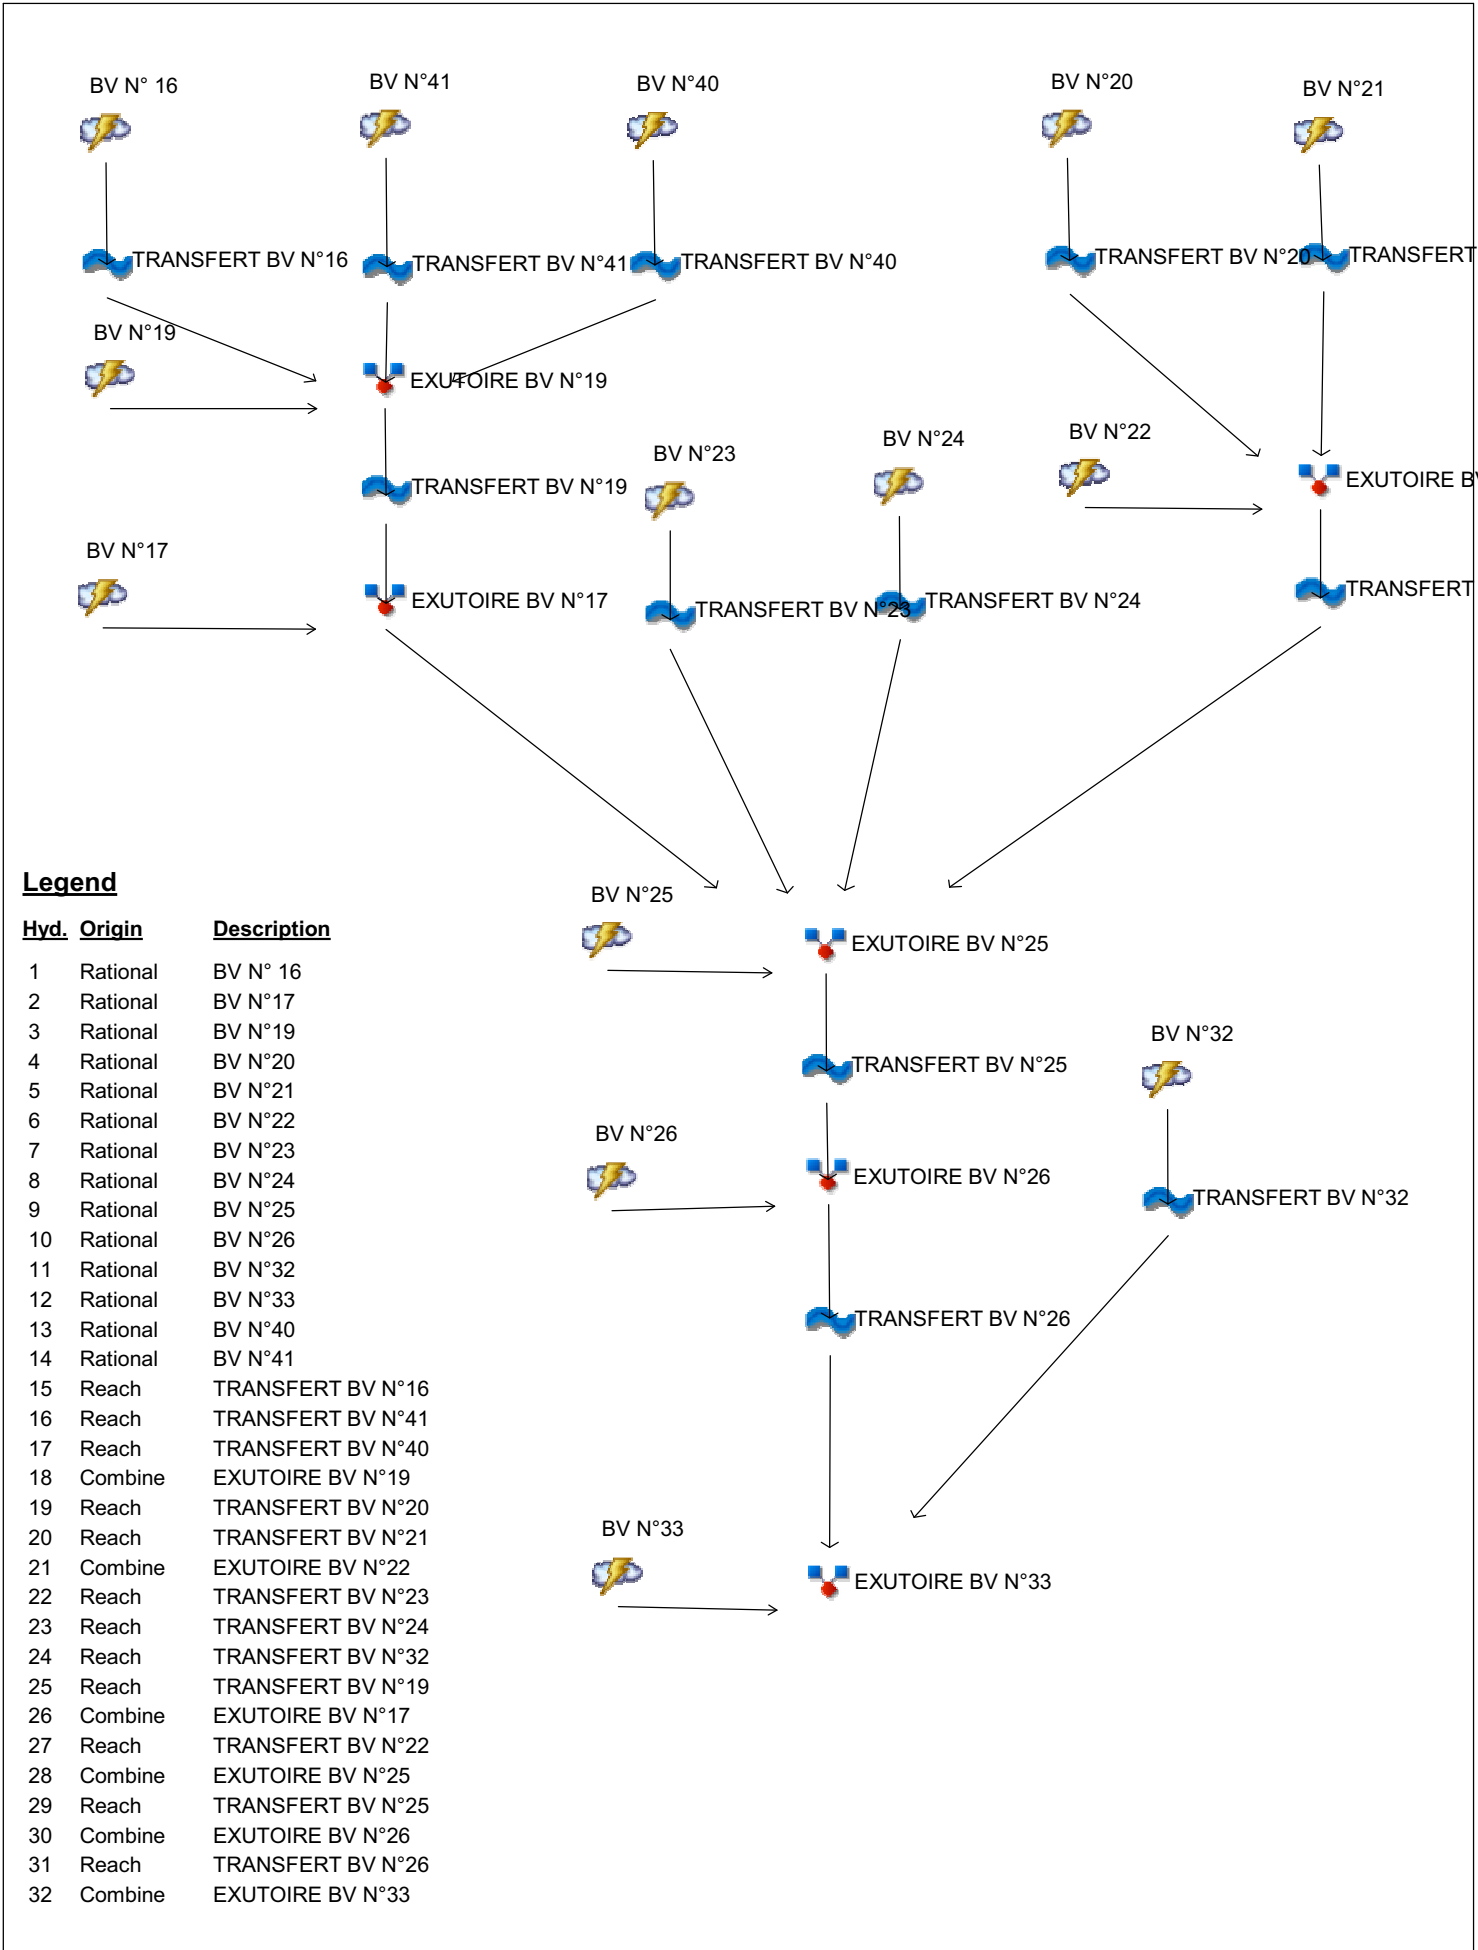 BV N° 16
BV N°41
BV N°40
BV N°20
BV N°21
TRANSFERT BV N°16
TRANSFERT BV N°41
TRANSFERT BV N°40
TRANSFERT BV N°20
TRANSFERT
BV N°19
EXUTOIRE BV N°19
BV N°23
BV N°24
BV N°22
EXUTOIRE BV
TRANSFERT BV N°19
BV N°17
EXUTOIRE BV N°17
TRANSFERT BV N°23
TRANSFERT BV N°24
TRANSFERT
BV N°25
EXUTOIRE BV N°25
BV N°32
TRANSFERT BV N°25
BV N°26
EXUTOIRE BV N°26
TRANSFERT BV N°32
TRANSFERT BV N°26
BV N°33
EXUTOIRE BV N°33
Legend
Hyd. Origin Description
1 Rational BV N° 16
2 Rational BV N°17
3 Rational BV N°19
4 Rational BV N°20
5 Rational BV N°21
6 Rational BV N°22
7 Rational BV N°23
8 Rational BV N°24
9 Rational BV N°25
10 Rational BV N°26
11 Rational BV N°32
12 Rational BV N°33
13 Rational BV N°40
14 Rational BV N°41
15 Reach TRANSFERT BV N°16
16 Reach TRANSFERT BV N°41
17 Reach TRANSFERT BV N°40
18 Combine EXUTOIRE BV N°19
19 Reach TRANSFERT BV N°20
20 Reach TRANSFERT BV N°21
21 Combine EXUTOIRE BV N°22
22 Reach TRANSFERT BV N°23
23 Reach TRANSFERT BV N°24
24 Reach TRANSFERT BV N°32
25 Reach TRANSFERT BV N°19
26 Combine EXUTOIRE BV N°17
27 Reach TRANSFERT BV N°22
28 Combine EXUTOIRE BV N°25
29 Reach TRANSFERT BV N°25
30 Combine EXUTOIRE BV N°26
31 Reach TRANSFERT BV N°26
32 Combine EXUTOIRE BV N°33